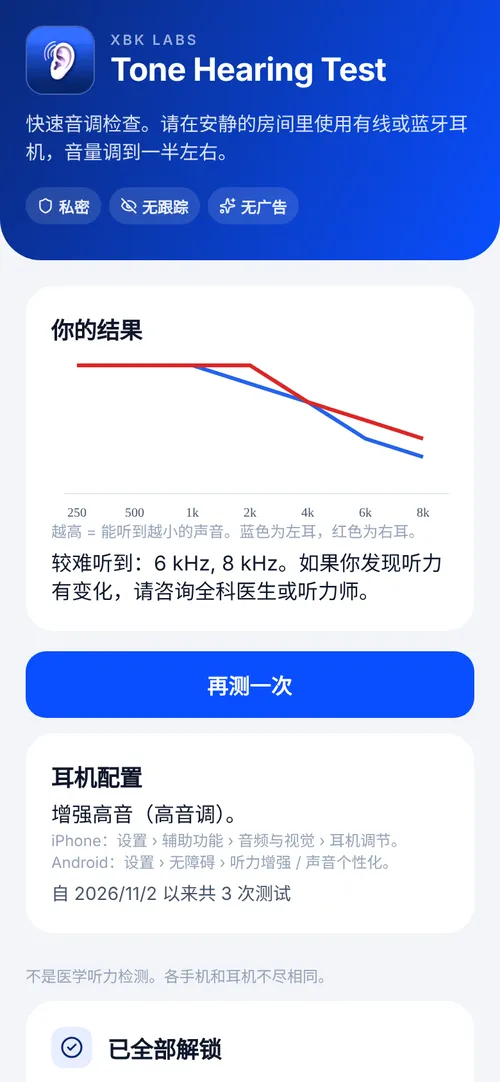 XBK LABS
Tone Hearing Test
快速音调检查。请在安静的房间里使用有线或蓝牙耳
机，音量调到一半左右。
私密
无跟踪
无广告
你的结果
250 500 1k 2k 4k 6k 8k
越高 = 能听到越小的声音。蓝色为左耳，红色为右耳。
较难听到：6 kHz, 8 kHz。如果你发现听力
有变化，请咨询全科医生或听力师。
再测一次
耳机配置
增强高音（高音调）。
iPhone：设置 › 辅助功能 › 音频与视觉 › 耳机调节。
Android：设置 › 无障碍 › 听力增强 / 声音个性化。
自 2026/11/2 以来共 3 次测试
不是医学听力检测。各手机和耳机不尽相同。
已全部解锁